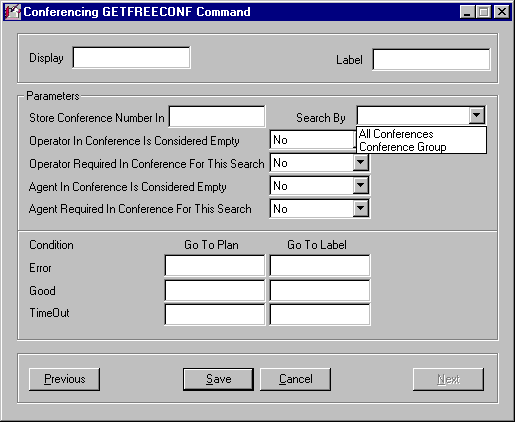 Conferencing GETFREECONF Command
Display
Label
Parameters
Store Conference Number In
Search By
All Conferences
Conference Group
Operator In Conference Is Considered Empty
No
Operator Required In Conference For This Search
No
Agent In Conference Is Considered Empty
No
Agent Required In Conference For This Search
No
Condition Go To Plan Go To Label
Error
Good
TimeOut
Previous Save Cancel Next